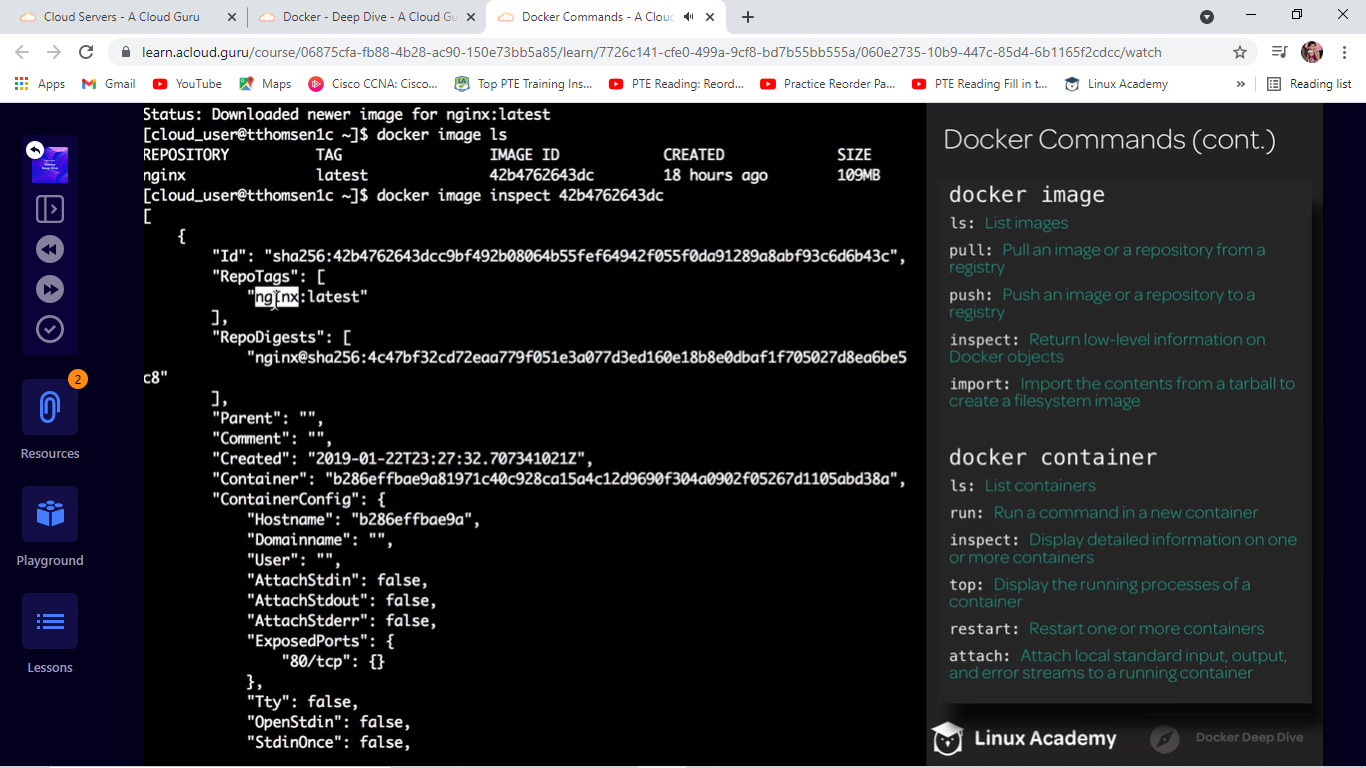 Cloud Servers - A Cloud Guru
Docker - Deep Dive - A Cloud Gu
Docker Commands - A Cloud
learn.acloud.guru/course/06875cfa-fb88-4b28-ac90-150e73bb5a85/learn/7726c141-cfe0-499a-9cf8-bd7b55bb555a/060e2735-10b9-447c-85d4-6b1165f2cdcc/watch
Apps Gmail YouTube Maps Cisco CCNA: Cisco... Top PTE Training Ins... PTE Reading: Reord... Practice Reorder Pa... PTE Reading Fill in t... Linux Academy » Reading list
2
Resources
Playground
Lessons
Status: Downloaded newer image for nginx:latest
[cloud_user@tthomsen1c ~]$ docker image ls
REPOSITORY TAG IMAGE ID CREATED SIZE
nginx latest 42b4762643dc 18 hours ago 109MB
[cloud_user@tthomsen1c ~]$ docker image inspect 42b4762643dc
[
{
"Id": "sha256:42b4762643dcc9bf492b08064b55fef64942f055f0da91289a8abf93c6d6b43c",
"RepoTags": [
"nginx:latest"
],
"RepoDigests": [
"nginx@sha256:4c47bf32cd72eaa779f051e3a077d3ed160e18b8e0dbaf1f705027d8ea6be5
c8"
],
"Parent": "",
"Comment": "",
"Created": "2019-01-22T23:27:32.707341021Z",
"Container": "b286effbae9a81971c40c928ca15a4c12d9690f304a0902f05267d1105abd38a",
"ContainerConfig": {
"Hostname": "b286effbae9a",
"Domainname": "",
"User": "",
"AttachStdin": false,
"AttachStdout": false,
"AttachStderr": false,
"ExposedPorts": {
"80/tcp": {}
},
"Tty": false,
"OpenStdin": false,
"StdinOnce": false,
Docker Commands (cont.)
docker image
ls: List images
pull: Pull an image or a repository from a
registry
push: Push an image or a repository to a
registry
inspect: Return low-level information on
Docker objects
import: Import the contents from a tarball to
create a filesystem image
docker container
ls: List containers
run: Run a command in a new container
inspect: Display detailed information on one
or more containers
top: Display the running processes of a
container
restart: Restart one or more containers
attach: Attach local standard input, output,
and error streams to a running container
Linux Academy
Docker Deep Dive